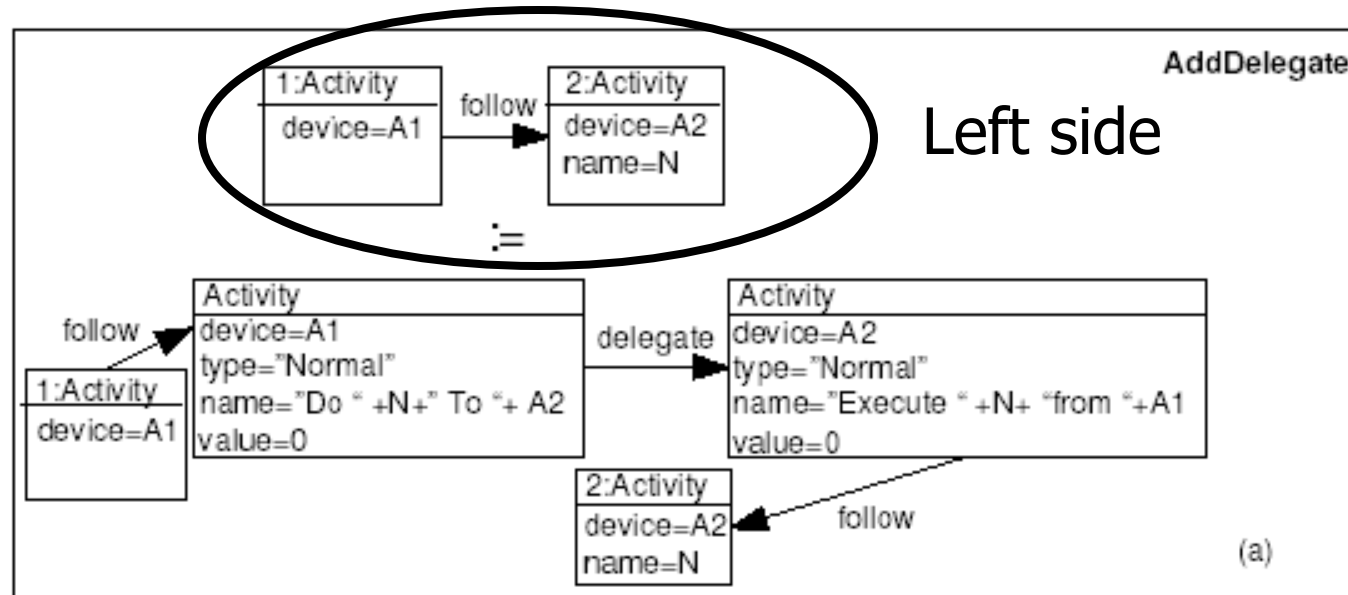 AddDelegate
1:Activity
device=A1
follow
2:Activity
device=A2
name=N
Left side
:=
follow
1:Activity
device=A1
Activity
device=A1
type=”Normal”
name=”Do “ +N+” To “+ A2
value=0
delegate
Activity
device=A2
type=”Normal”
name=”Execute “ +N+ “from “+A1
value=0
2:Activity
device=A2
name=N
follow
(a)